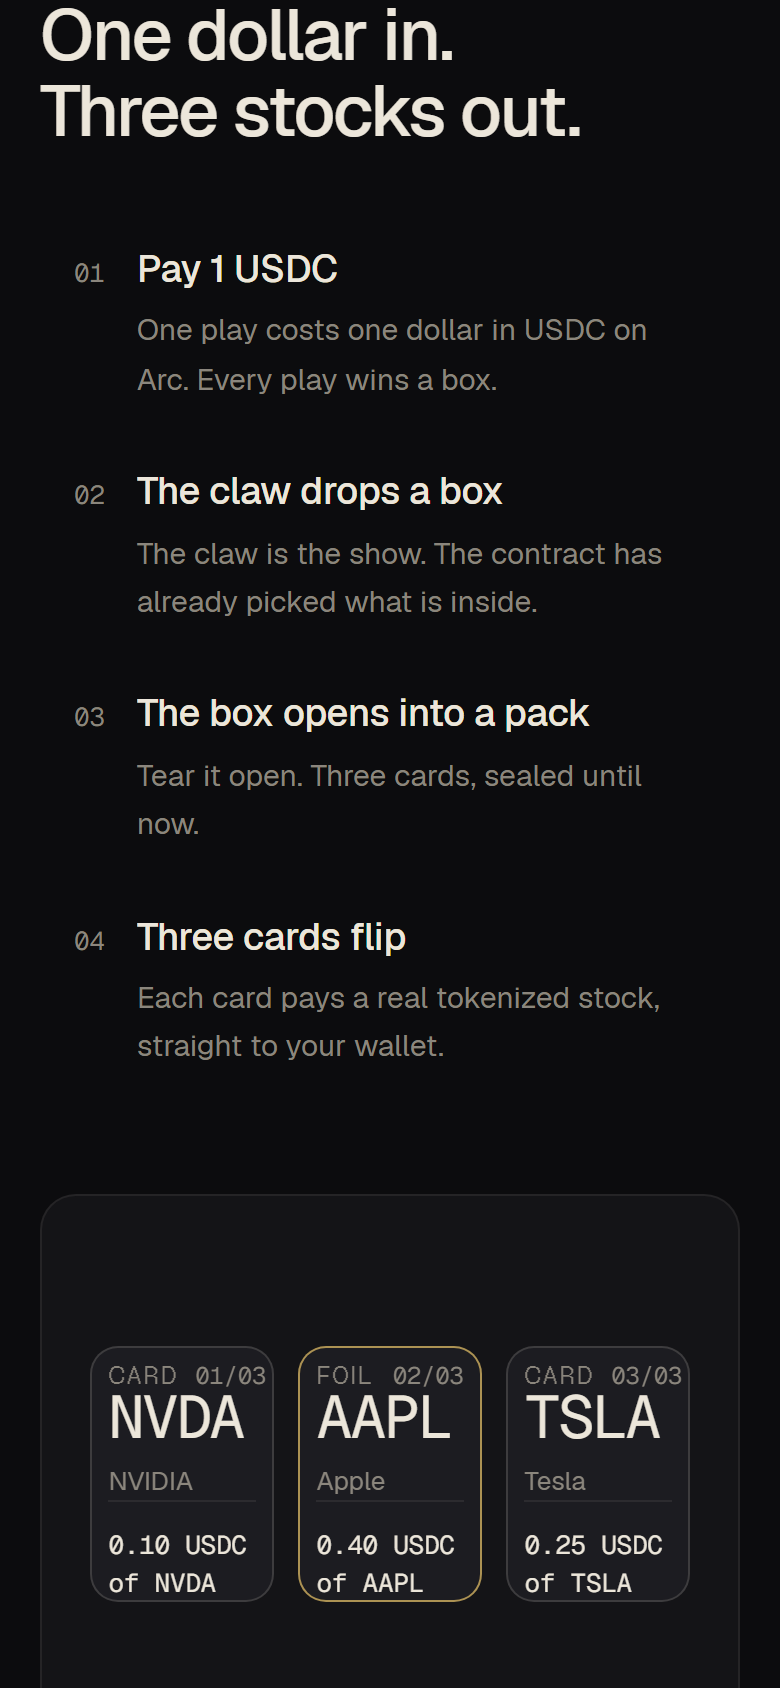 One dollar in.
Three stocks out.
01 Pay 1 USDC
One play costs one dollar in USDC on
Arc. Every play wins a box.
02 The claw drops a box
The claw is the show. The contract has
already picked what is inside.
03 The box opens into a pack
Tear it open. Three cards, sealed until
now.
04 Three cards flip
Each card pays a real tokenized stock,
straight to your wallet.
CARD 01/03
NVDA
NVIDIA
0.10 USDC
of NVDA
FOIL 02/03
AAPL
Apple
0.40 USDC
of AAPL
CARD 03/03
TSLA
Tesla
0.25 USDC
of TSLA